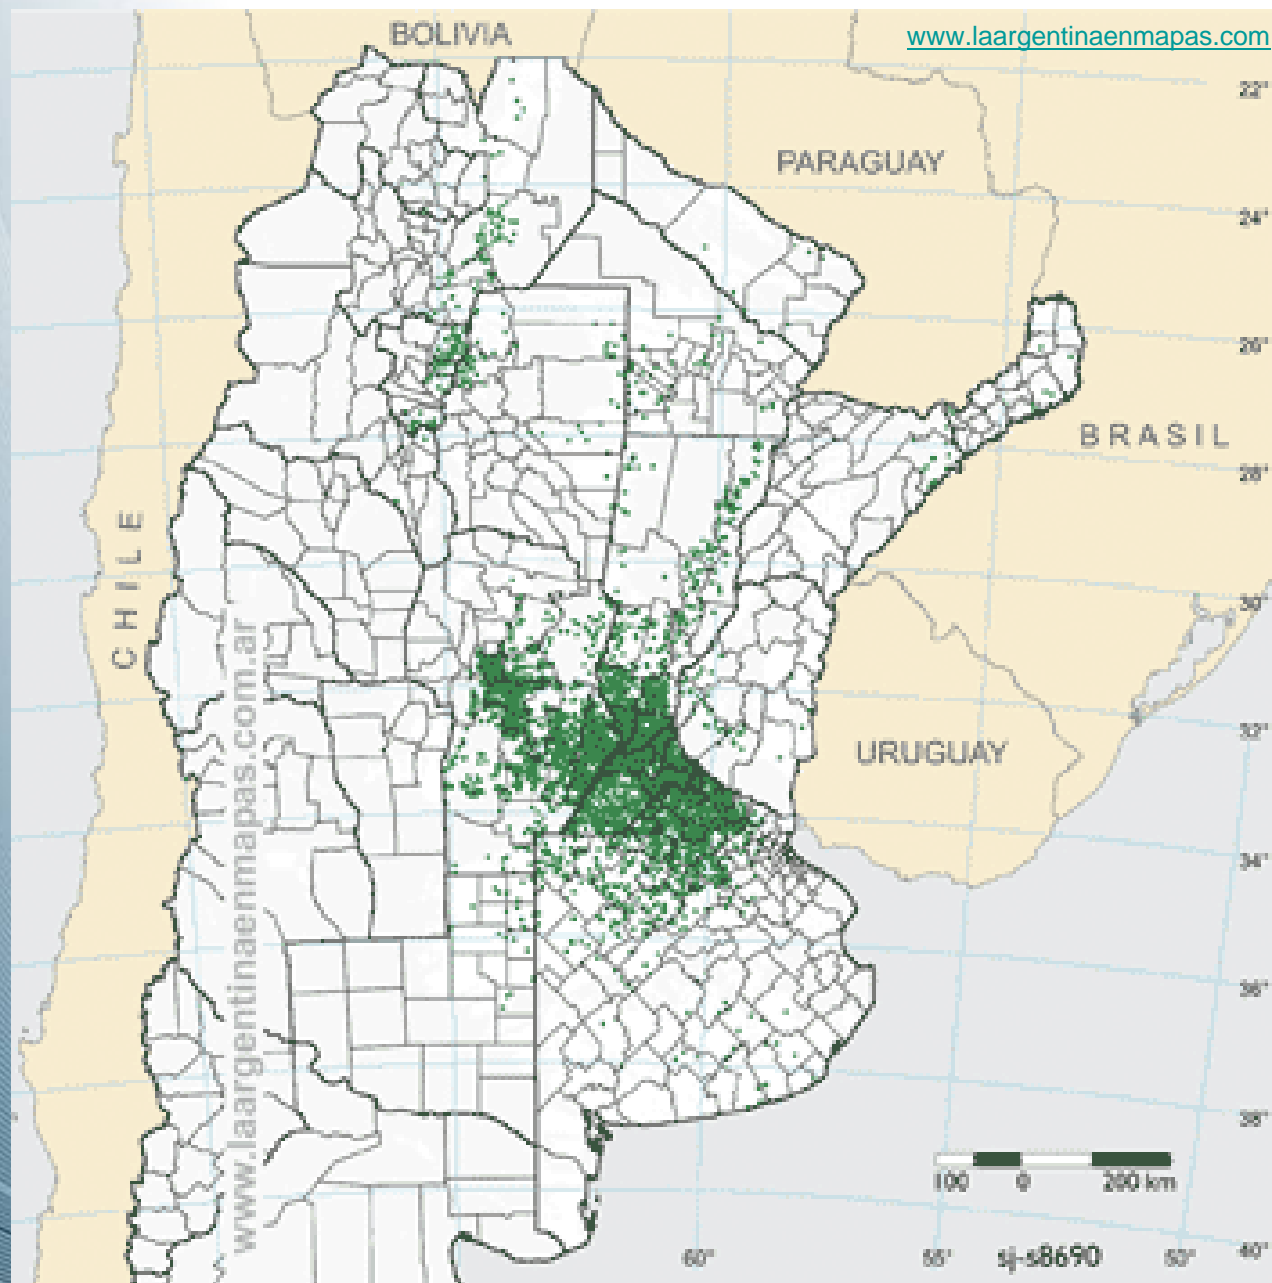 BOLIVIA
www.laargentinaenmapas.com
22°
PARAGUAY
24°
26°
BRASIL
28°
CHILE
30°
www.laargentinaenmapas.com.ar
32°
URUGUAY
34°
36°
38°
100 0 200 km
60° 55° sj-s8690 50° 40°